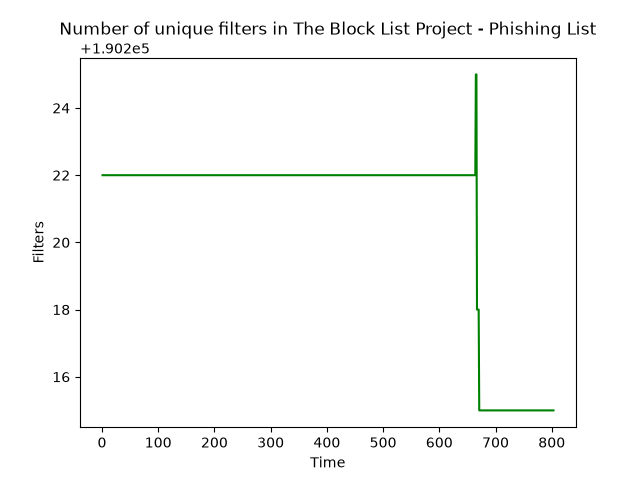 Number of unique filters in The Block List Project - Phishing List
+1.902e5
24
22
20
18
16
Filters
0 100 200 300 400 500 600 700 800
Time